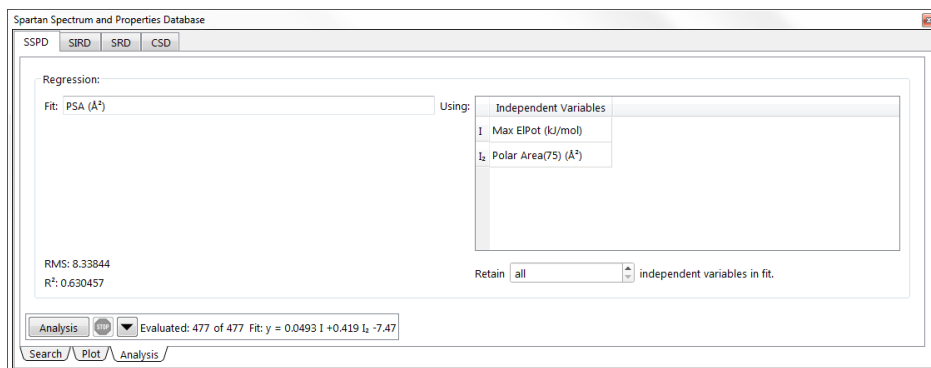 Spartan Spectrum and Properties Database
SSPD SIRD SRD CSD
Regression:
Fit: PSA (Å²) Using: Independent Variables
I Max ElPot (kJ/mol)
I₂ Polar Area(75) (Å²)
RMS: 8.33844
R²: 0.630457
Retain all independent variables in fit.
Analysis STOP Evaluated: 477 of 477 Fit: y = 0.0493 I +0.419 I₂ -7.47
Search Plot Analysis